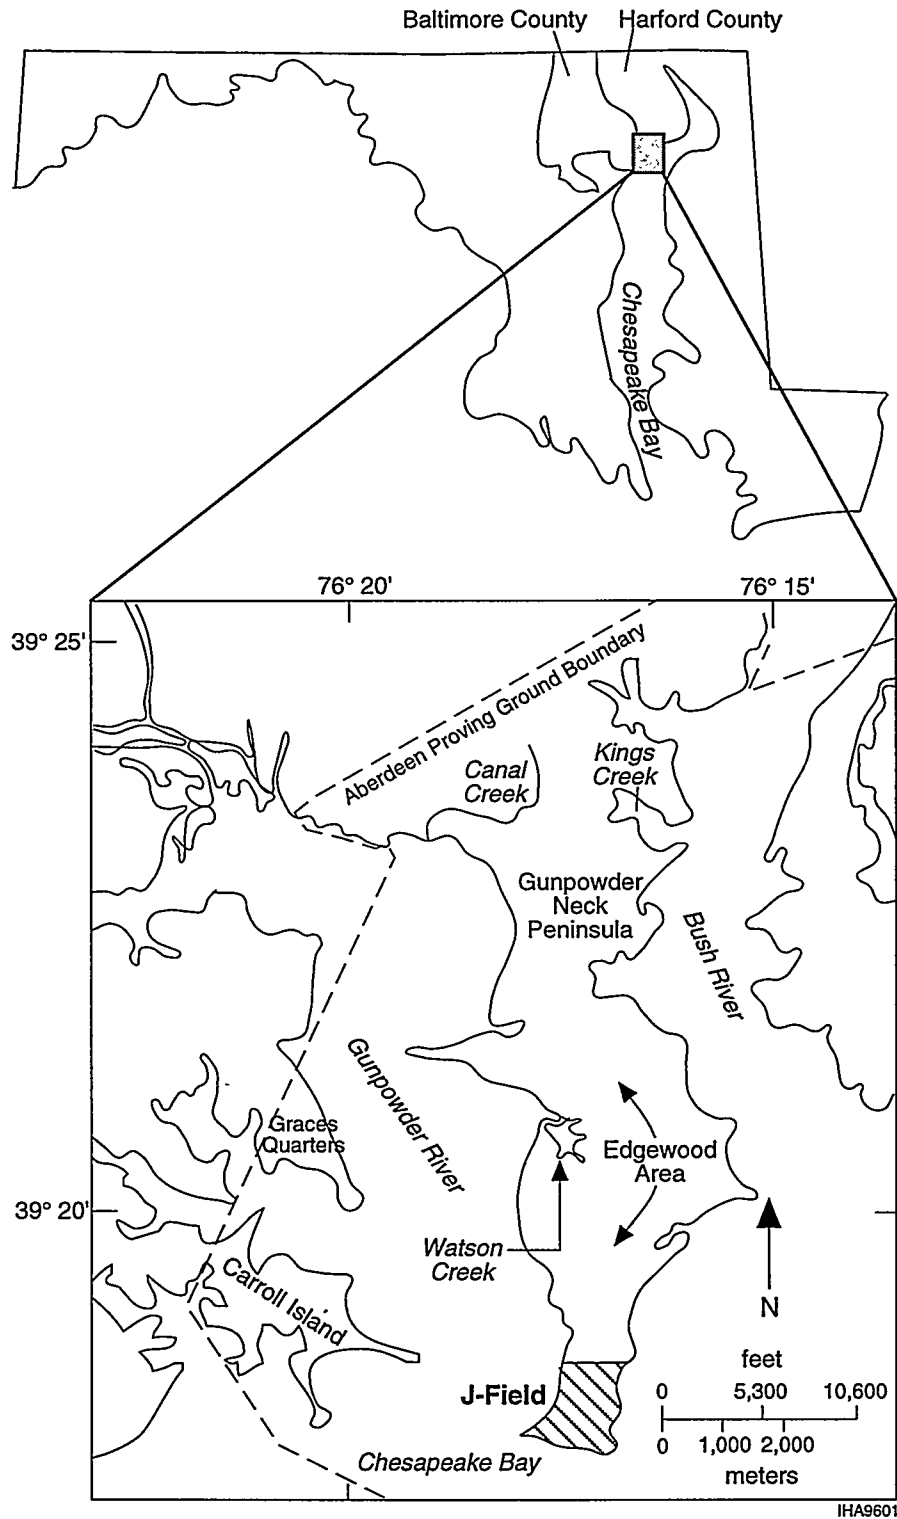 Baltimore County
Harford County
Chesapeake Bay
76° 20'
76° 15'
39° 25'
Aberdeen Proving Ground Boundary
Canal
Creek
Kings
Creek
Gunpowder
Neck
Peninsula
Bush River
Gunpowder River
Graces
Quarters
Edgewood
Area
39° 20'
Watson
Creek
Carroll Island
N
J-Field
feet
0 5,300 10,600
0 1,000 2,000
meters
Chesapeake Bay
IHA9601